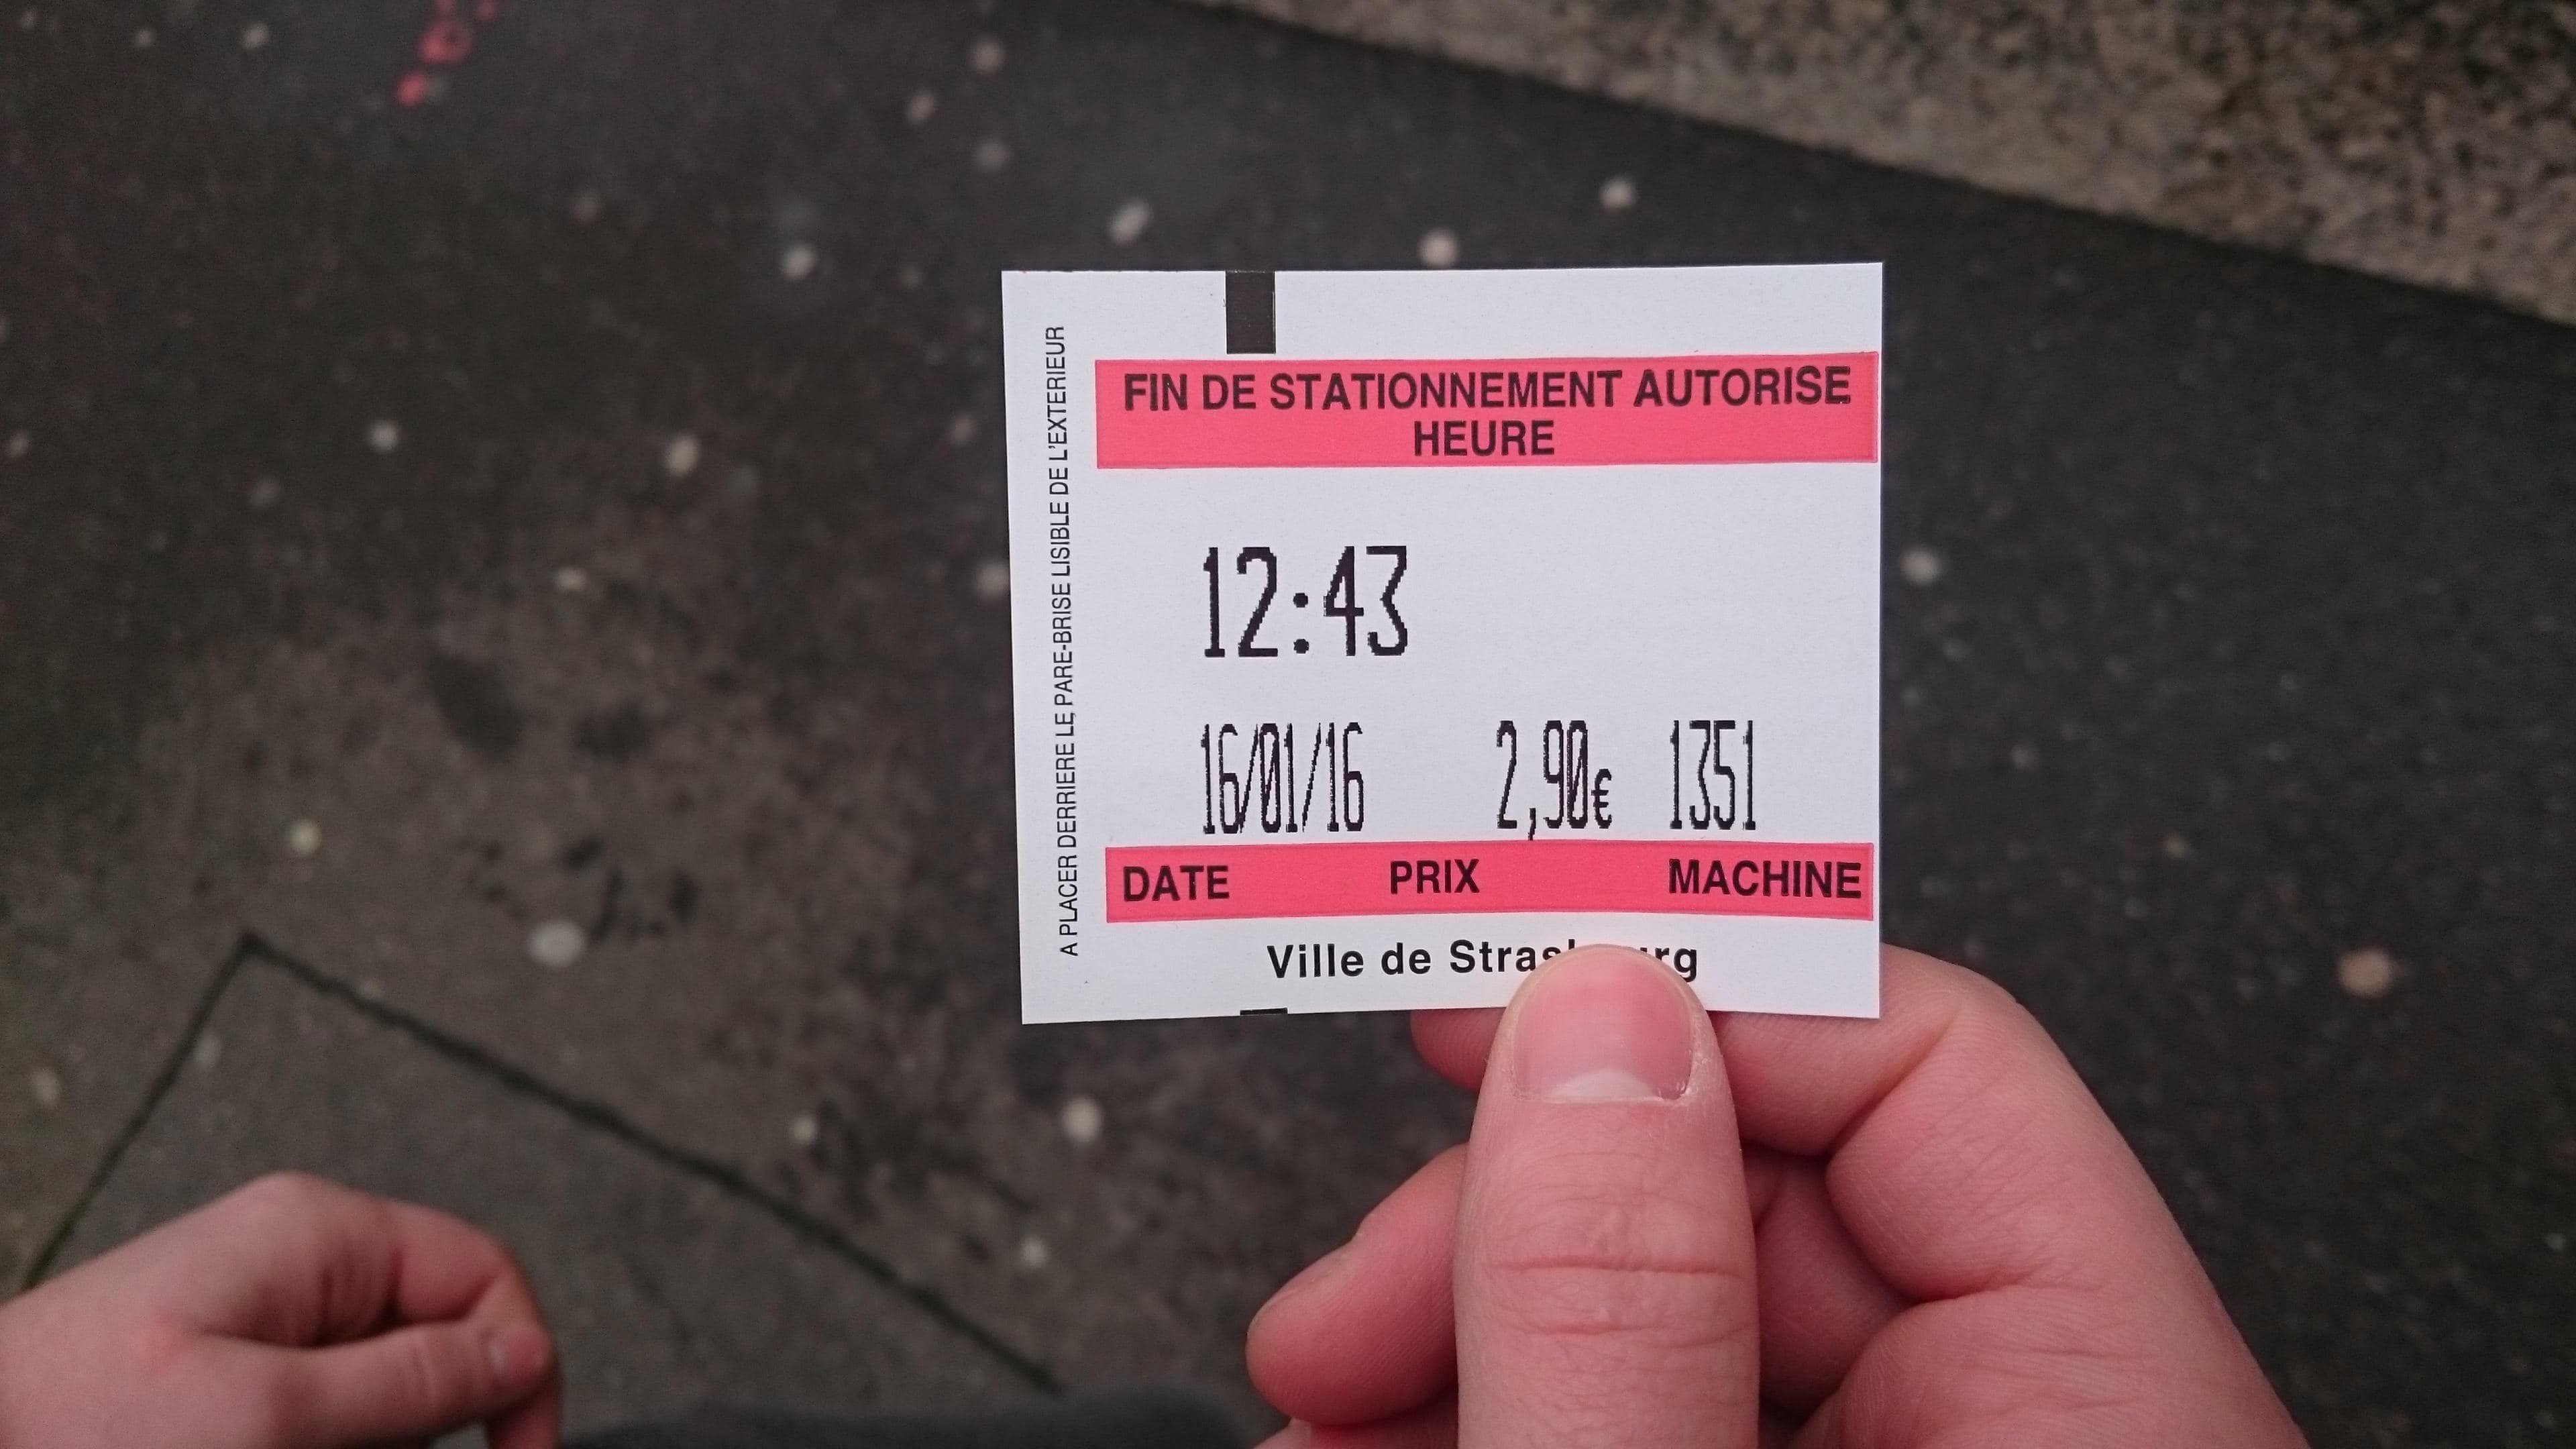 A PLACER DERRIERE LE PARE-BRISE LISIBLE DE L'EXTERIEUR
FIN DE STATIONNEMENT AUTORISE
HEURE
12:43
16/01/16 2,90€ 1351
DATE PRIX MACHINE
Ville de